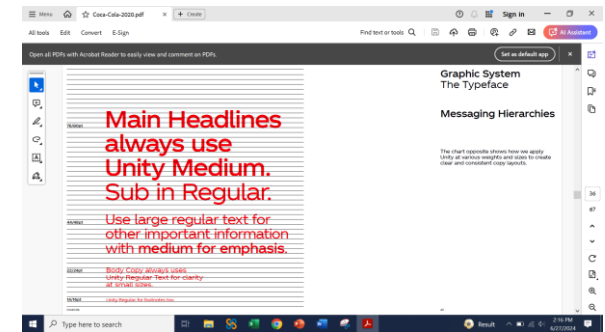 Menu
Coca-Cola-2020.pdf
Create
Sign in
All tools Edit Convert E-Sign
Find text or tools
AI Assistant
Open all PDFs with Acrobat Reader to easily view and comment on PDFs.
Set as default app
Graphic System
The Typeface
Messaging Hierarchies
The chart opposite shows how we apply
Unity at various weights and sizes to create
clear and consistent copy layouts.
Main Headlines
always use
Unity Medium.
Sub in Regular.
Use large regular text for
other important information
with medium for emphasis.
Body Copy always uses
Unity Regular Text for clarity
at small sizes.
Unity Regular for footnotes too.
36
67
Type here to search
Result
2:16 PM
6/27/2024